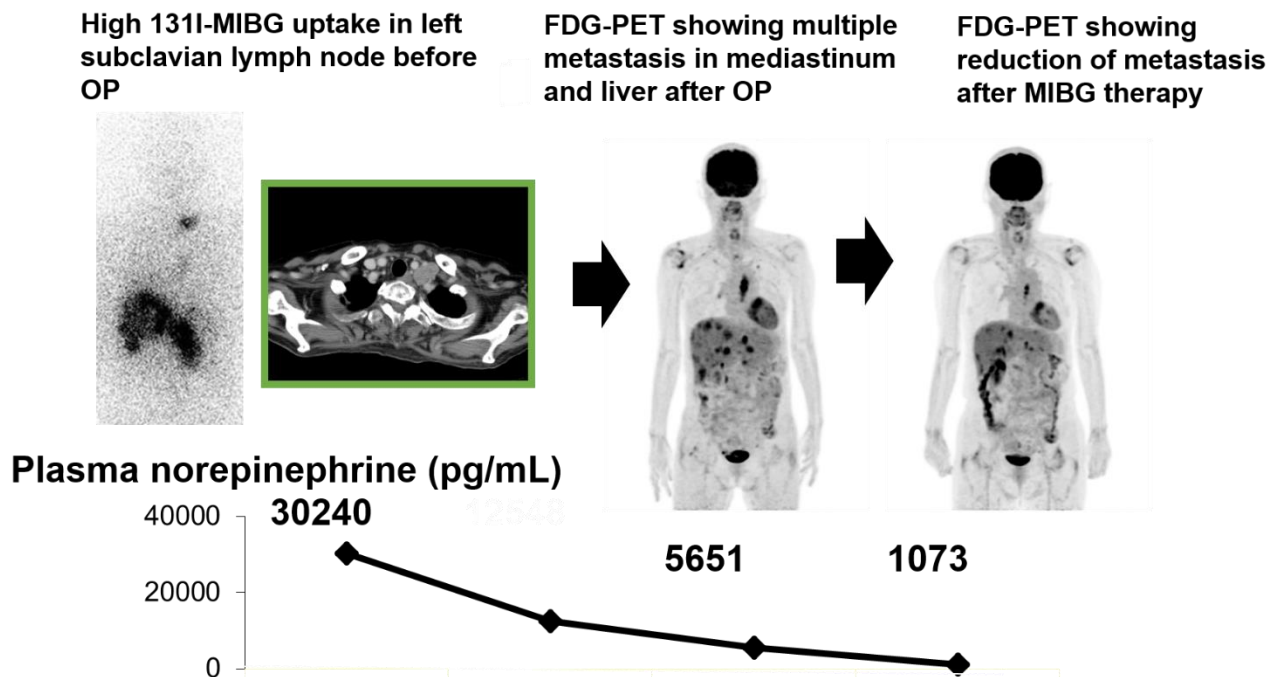 High 131I-MIBG uptake in left
subclavian lymph node before
OP
FDG-PET showing multiple
metastasis in mediastinum
and liver after OP
FDG-PET showing
reduction of metastasis
after MIBG therapy
Plasma norepinephrine (pg/mL)
40000
20000
0
30240
12548
5651
1073